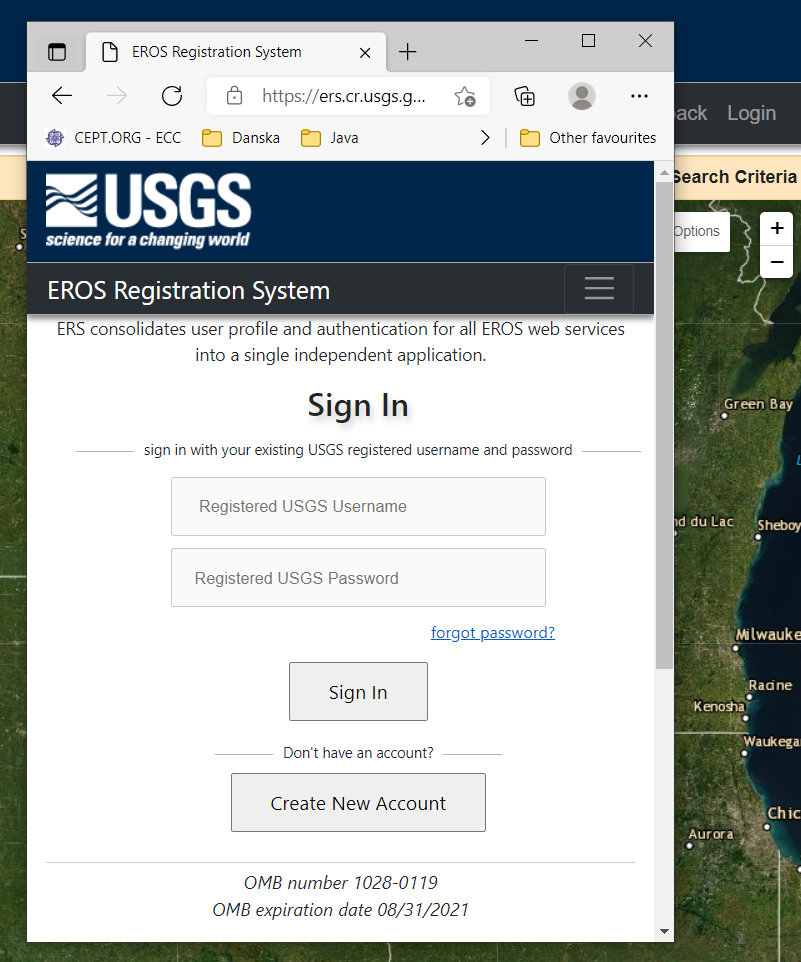 EROS Registration System
https://ers.cr.usgs.g...
CEPT.ORG - ECC
Danska
Java
Other favourites
Login
Search Criteria
Options
+
−
USGS
science for a changing world
EROS Registration System
ERS consolidates user profile and authentication for all EROS web services
into a single independent application.
Sign In
sign in with your existing USGS registered username and password
Registered USGS Username
Registered USGS Password
forgot password?
Sign In
Don't have an account?
Create New Account
OMB number 1028-0119
OMB expiration date 08/31/2021
Green Bay
du Lac
Sheboy
Milwauke
Racine
Kenosha
Waukega
Chic
Aurora